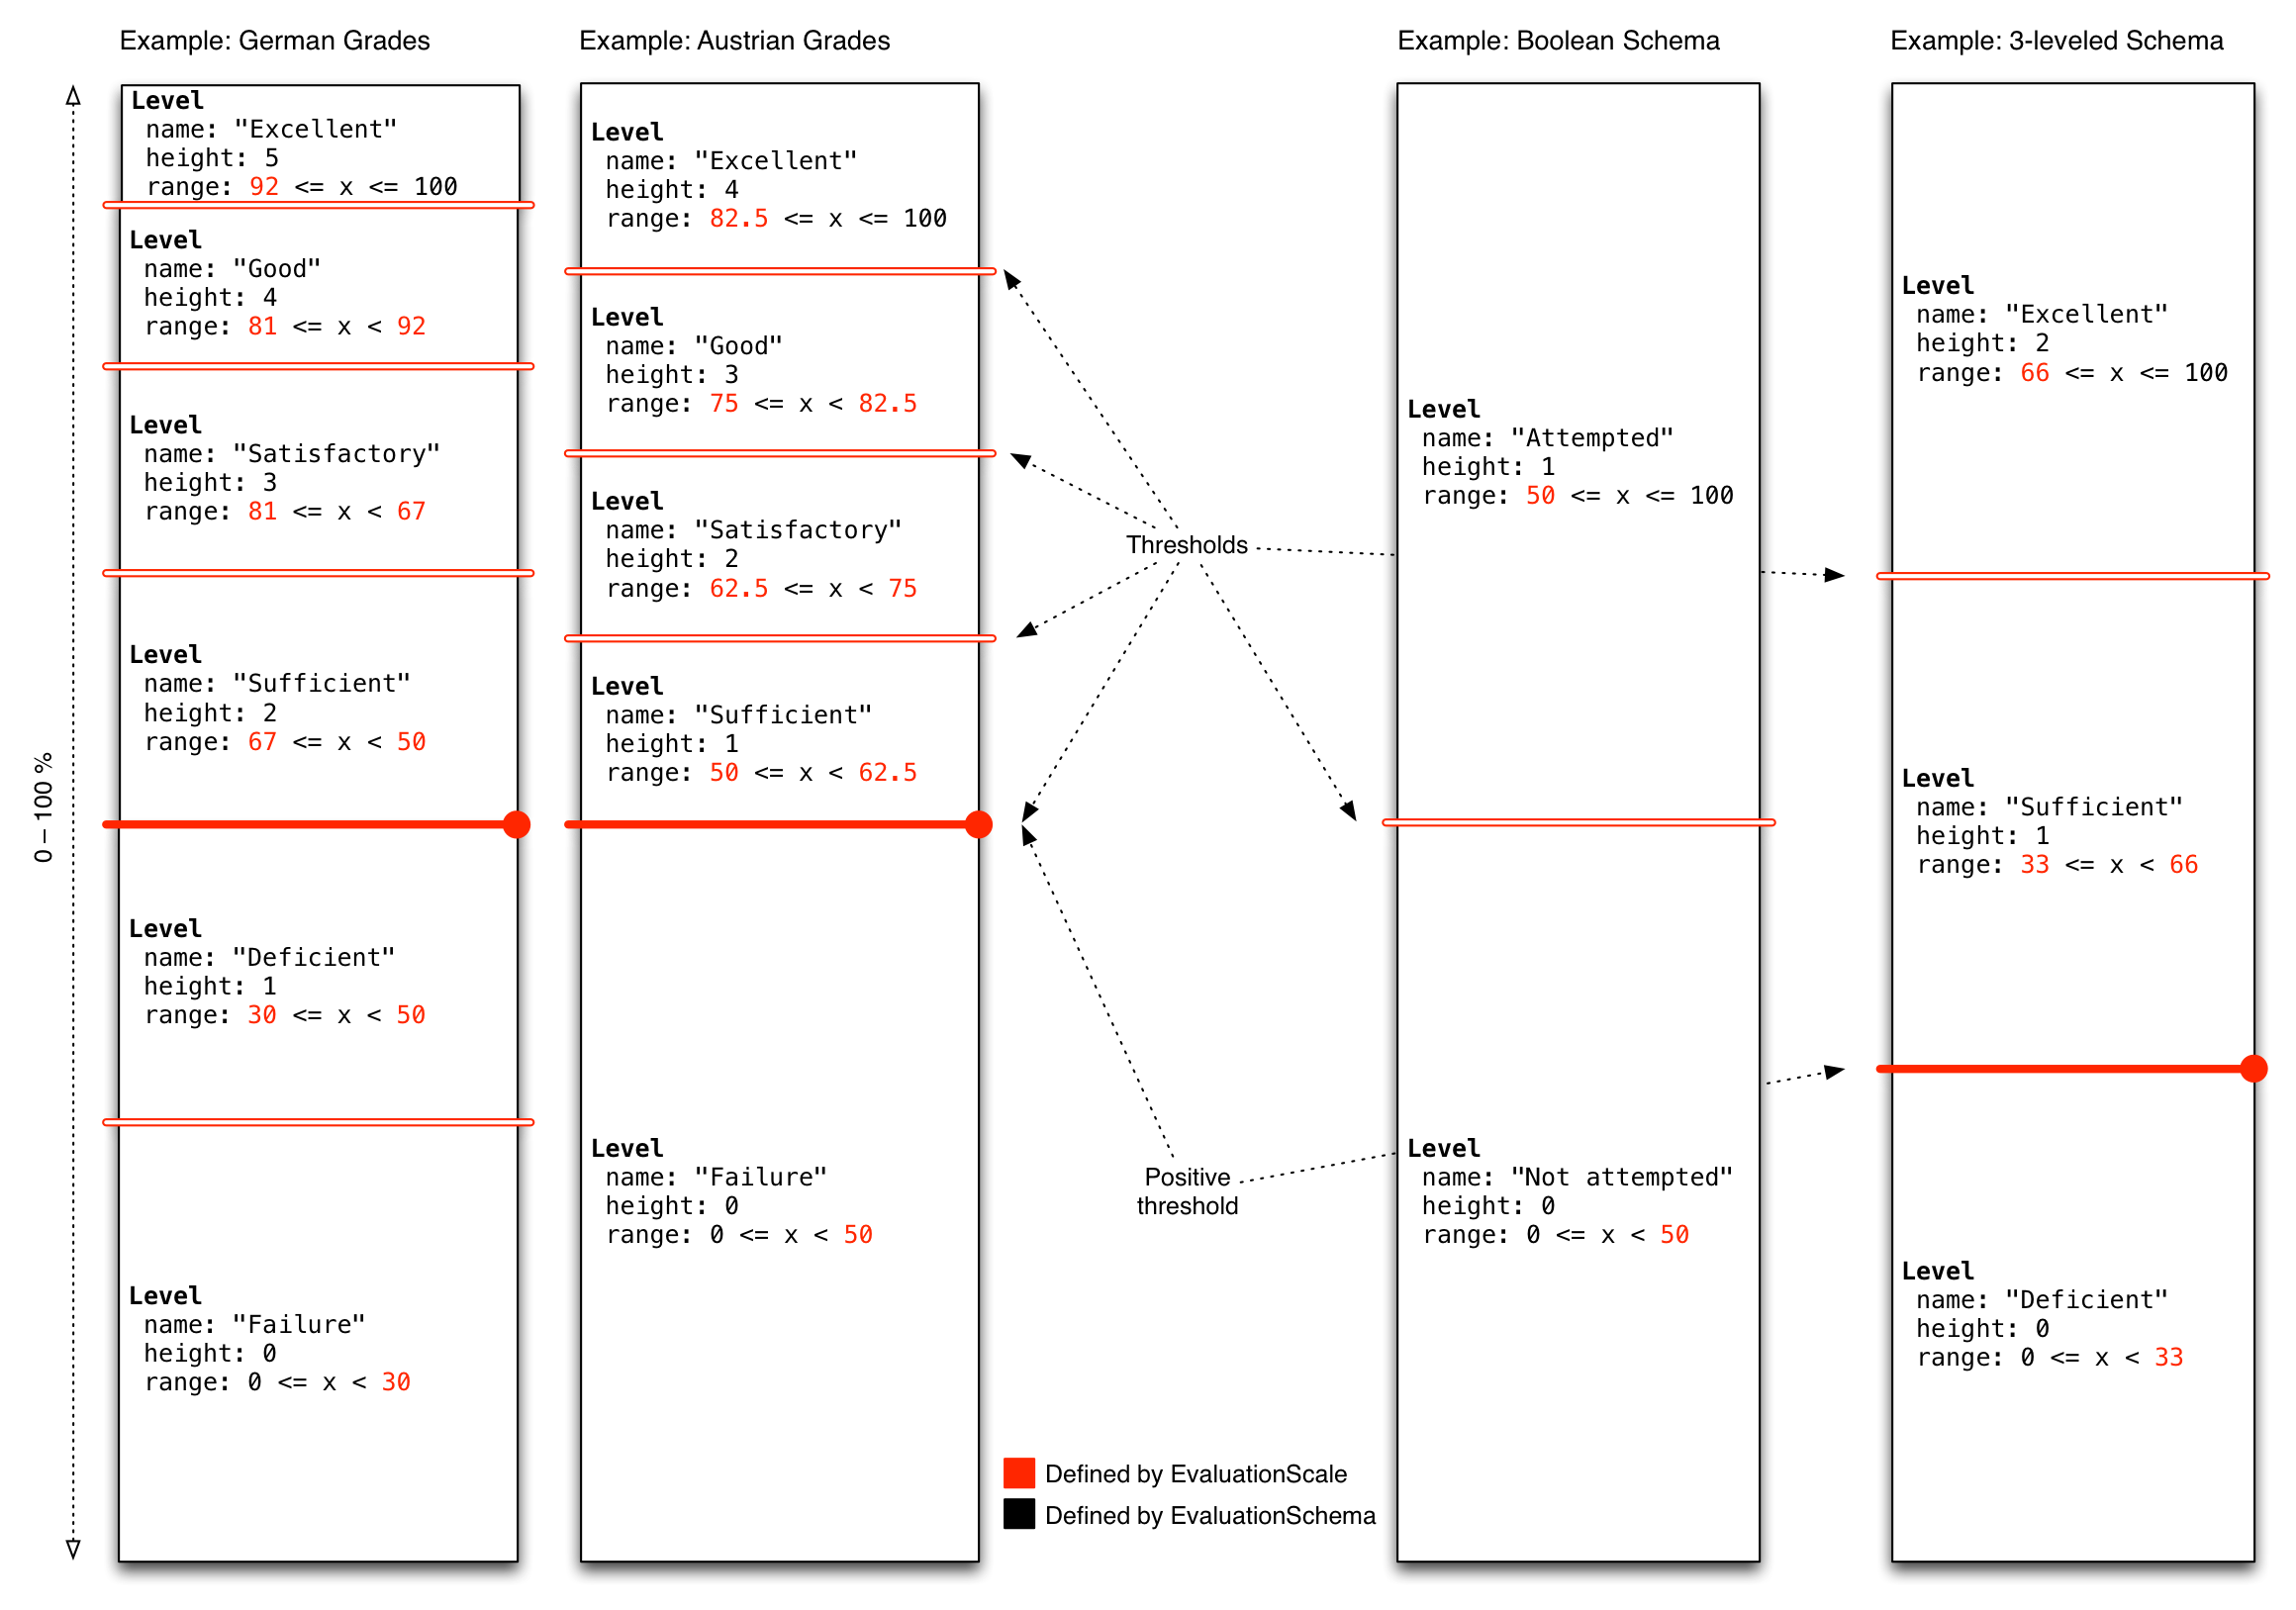 Example: German Grades
Level
name: "Excellent"
height: 5
range: 92 <= x <= 100
Level
name: "Good"
height: 4
range: 81 <= x < 92
Level
name: "Satisfactory"
height: 3
range: 81 <= x < 67
Level
name: "Sufficient"
height: 2
range: 67 <= x < 50
Level
name: "Deficient"
height: 1
range: 30 <= x < 50
Level
name: "Failure"
height: 0
range: 0 <= x < 30
0 – 100 %
Example: Austrian Grades
Level
name: "Excellent"
height: 4
range: 82.5 <= x <= 100
Level
name: "Good"
height: 3
range: 75 <= x < 82.5
Level
name: "Satisfactory"
height: 2
range: 62.5 <= x < 75
Level
name: "Sufficient"
height: 1
range: 50 <= x < 62.5
Level
name: "Failure"
height: 0
range: 0 <= x < 50
Thresholds
Positive
threshold
Defined by EvaluationScale
Defined by EvaluationSchema
Example: Boolean Schema
Level
name: "Attempted"
height: 1
range: 50 <= x <= 100
Level
name: "Not attempted"
height: 0
range: 0 <= x < 50
Example: 3-leveled Schema
Level
name: "Excellent"
height: 2
range: 66 <= x <= 100
Level
name: "Sufficient"
height: 1
range: 33 <= x < 66
Level
name: "Deficient"
height: 0
range: 0 <= x < 33